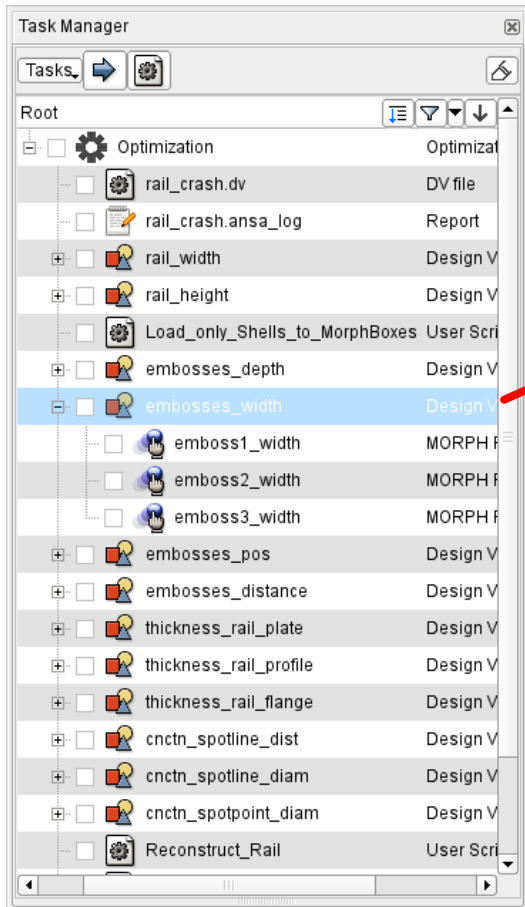 Task Manager
Tasks
Root
Optimization Optimizat
rail_crash.dv DV file
rail_crash.ansa_log Report
rail_width Design V
rail_height Design V
Load_only_Shells_to_MorphBoxes User Scri
embosses_depth Design V
embosses_width Design V
emboss1_width MORPH
emboss2_width MORPH
emboss3_width MORPH
embosses_pos Design V
embosses_distance Design V
thickness_rail_plate Design V
thickness_rail_profile Design V
thickness_rail_flange Design V
cnctn_spotline_dist Design V
cnctn_spotline_diam Design V
cnctn_spotpoint_diam Design V
Reconstruct_Rail User Scri